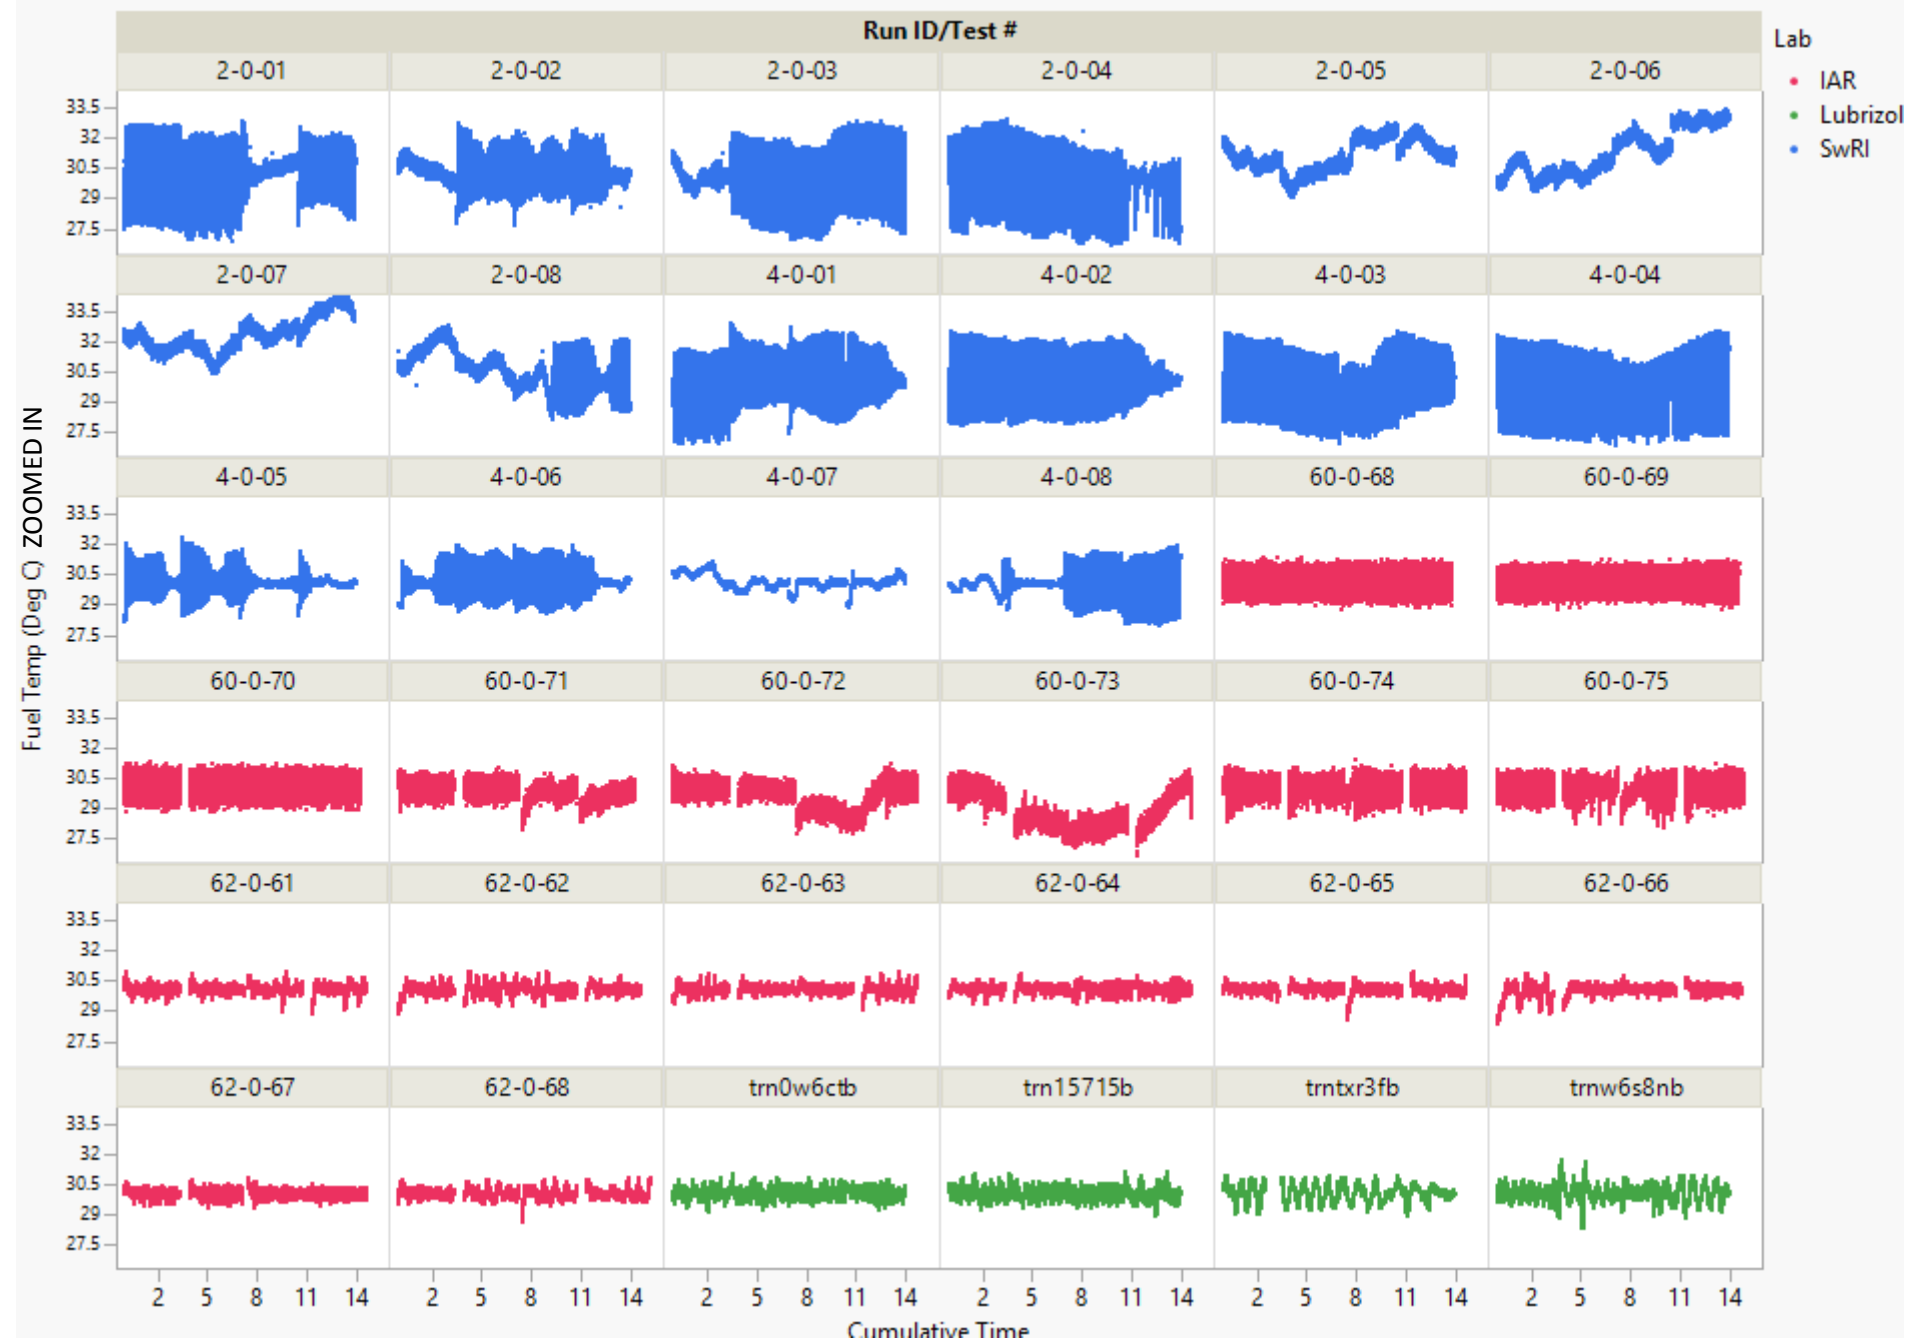 Run ID/Test #
2-0-01 2-0-02 2-0-03 2-0-04 2-0-05 2-0-06
33.5
32
30.5
29
27.5
2-0-07 2-0-08 4-0-01 4-0-02 4-0-03 4-0-04
33.5
32
30.5
29
27.5
4-0-05 4-0-06 4-0-07 4-0-08 60-0-68 60-0-69
33.5
32
30.5
29
27.5
60-0-70 60-0-71 60-0-72 60-0-73 60-0-74 60-0-75
33.5
32
30.5
29
27.5
62-0-61 62-0-62 62-0-63 62-0-64 62-0-65 62-0-66
33.5
32
30.5
29
27.5
62-0-67 62-0-68 trn0w6ctb trn15715b trntxr3fb trnw6s8nb
33.5
32
30.5
29
27.5
2 5 8 11 14 2 5 8 11 14 2 5 8 11 14 2 5 8 11 14 2 5 8 11 14 2 5 8 11 14
Cumulative Time
Fuel Temp (Deg C) ZOOMED IN
Lab
IAR
Lubrizol
SwRI